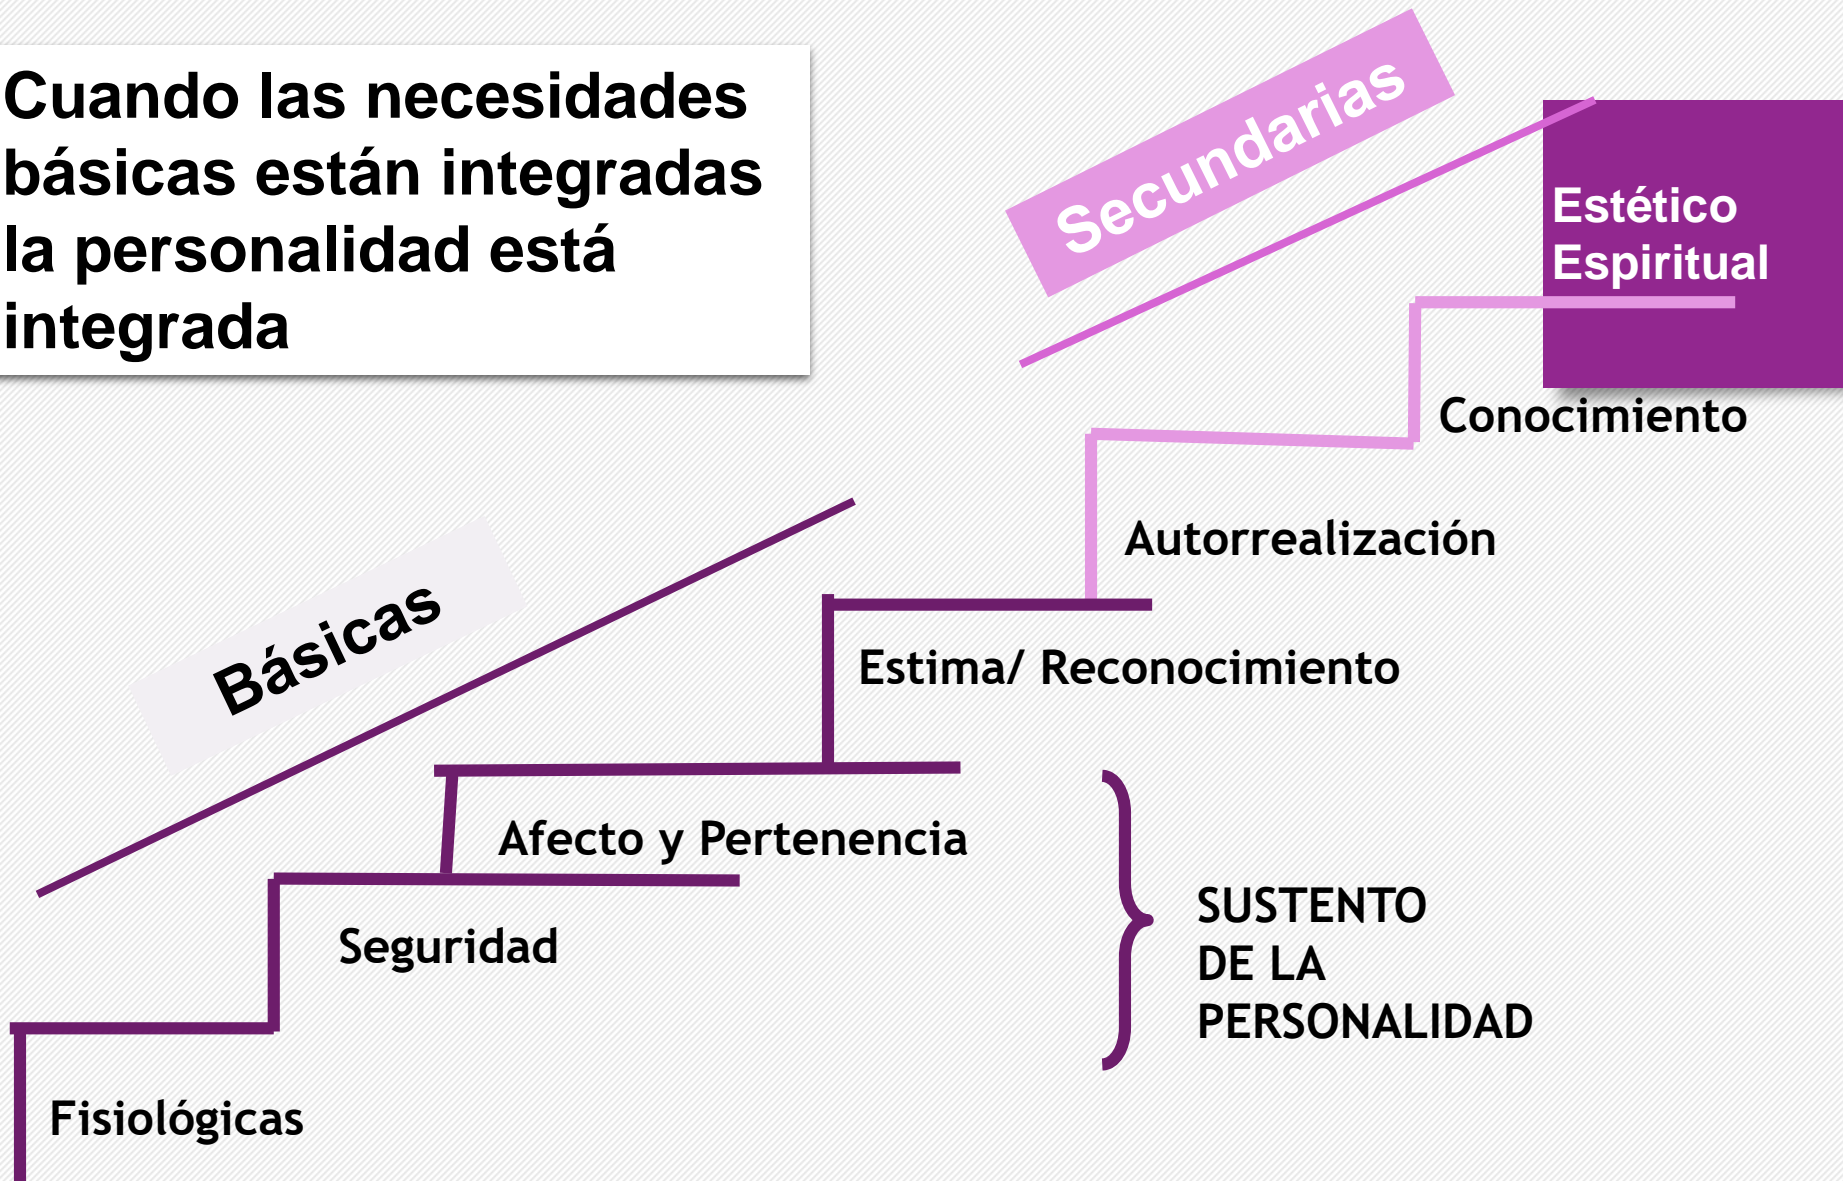 Cuando las necesidades
básicas están integradas
la personalidad está
integrada
Secundarias
Estético
Espiritual
Conocimiento
Autorrealización
Básicas
Estima/ Reconocimiento
Afecto y Pertenencia
SUSTENTO
DE LA
PERSONALIDAD
Seguridad
Fisiológicas